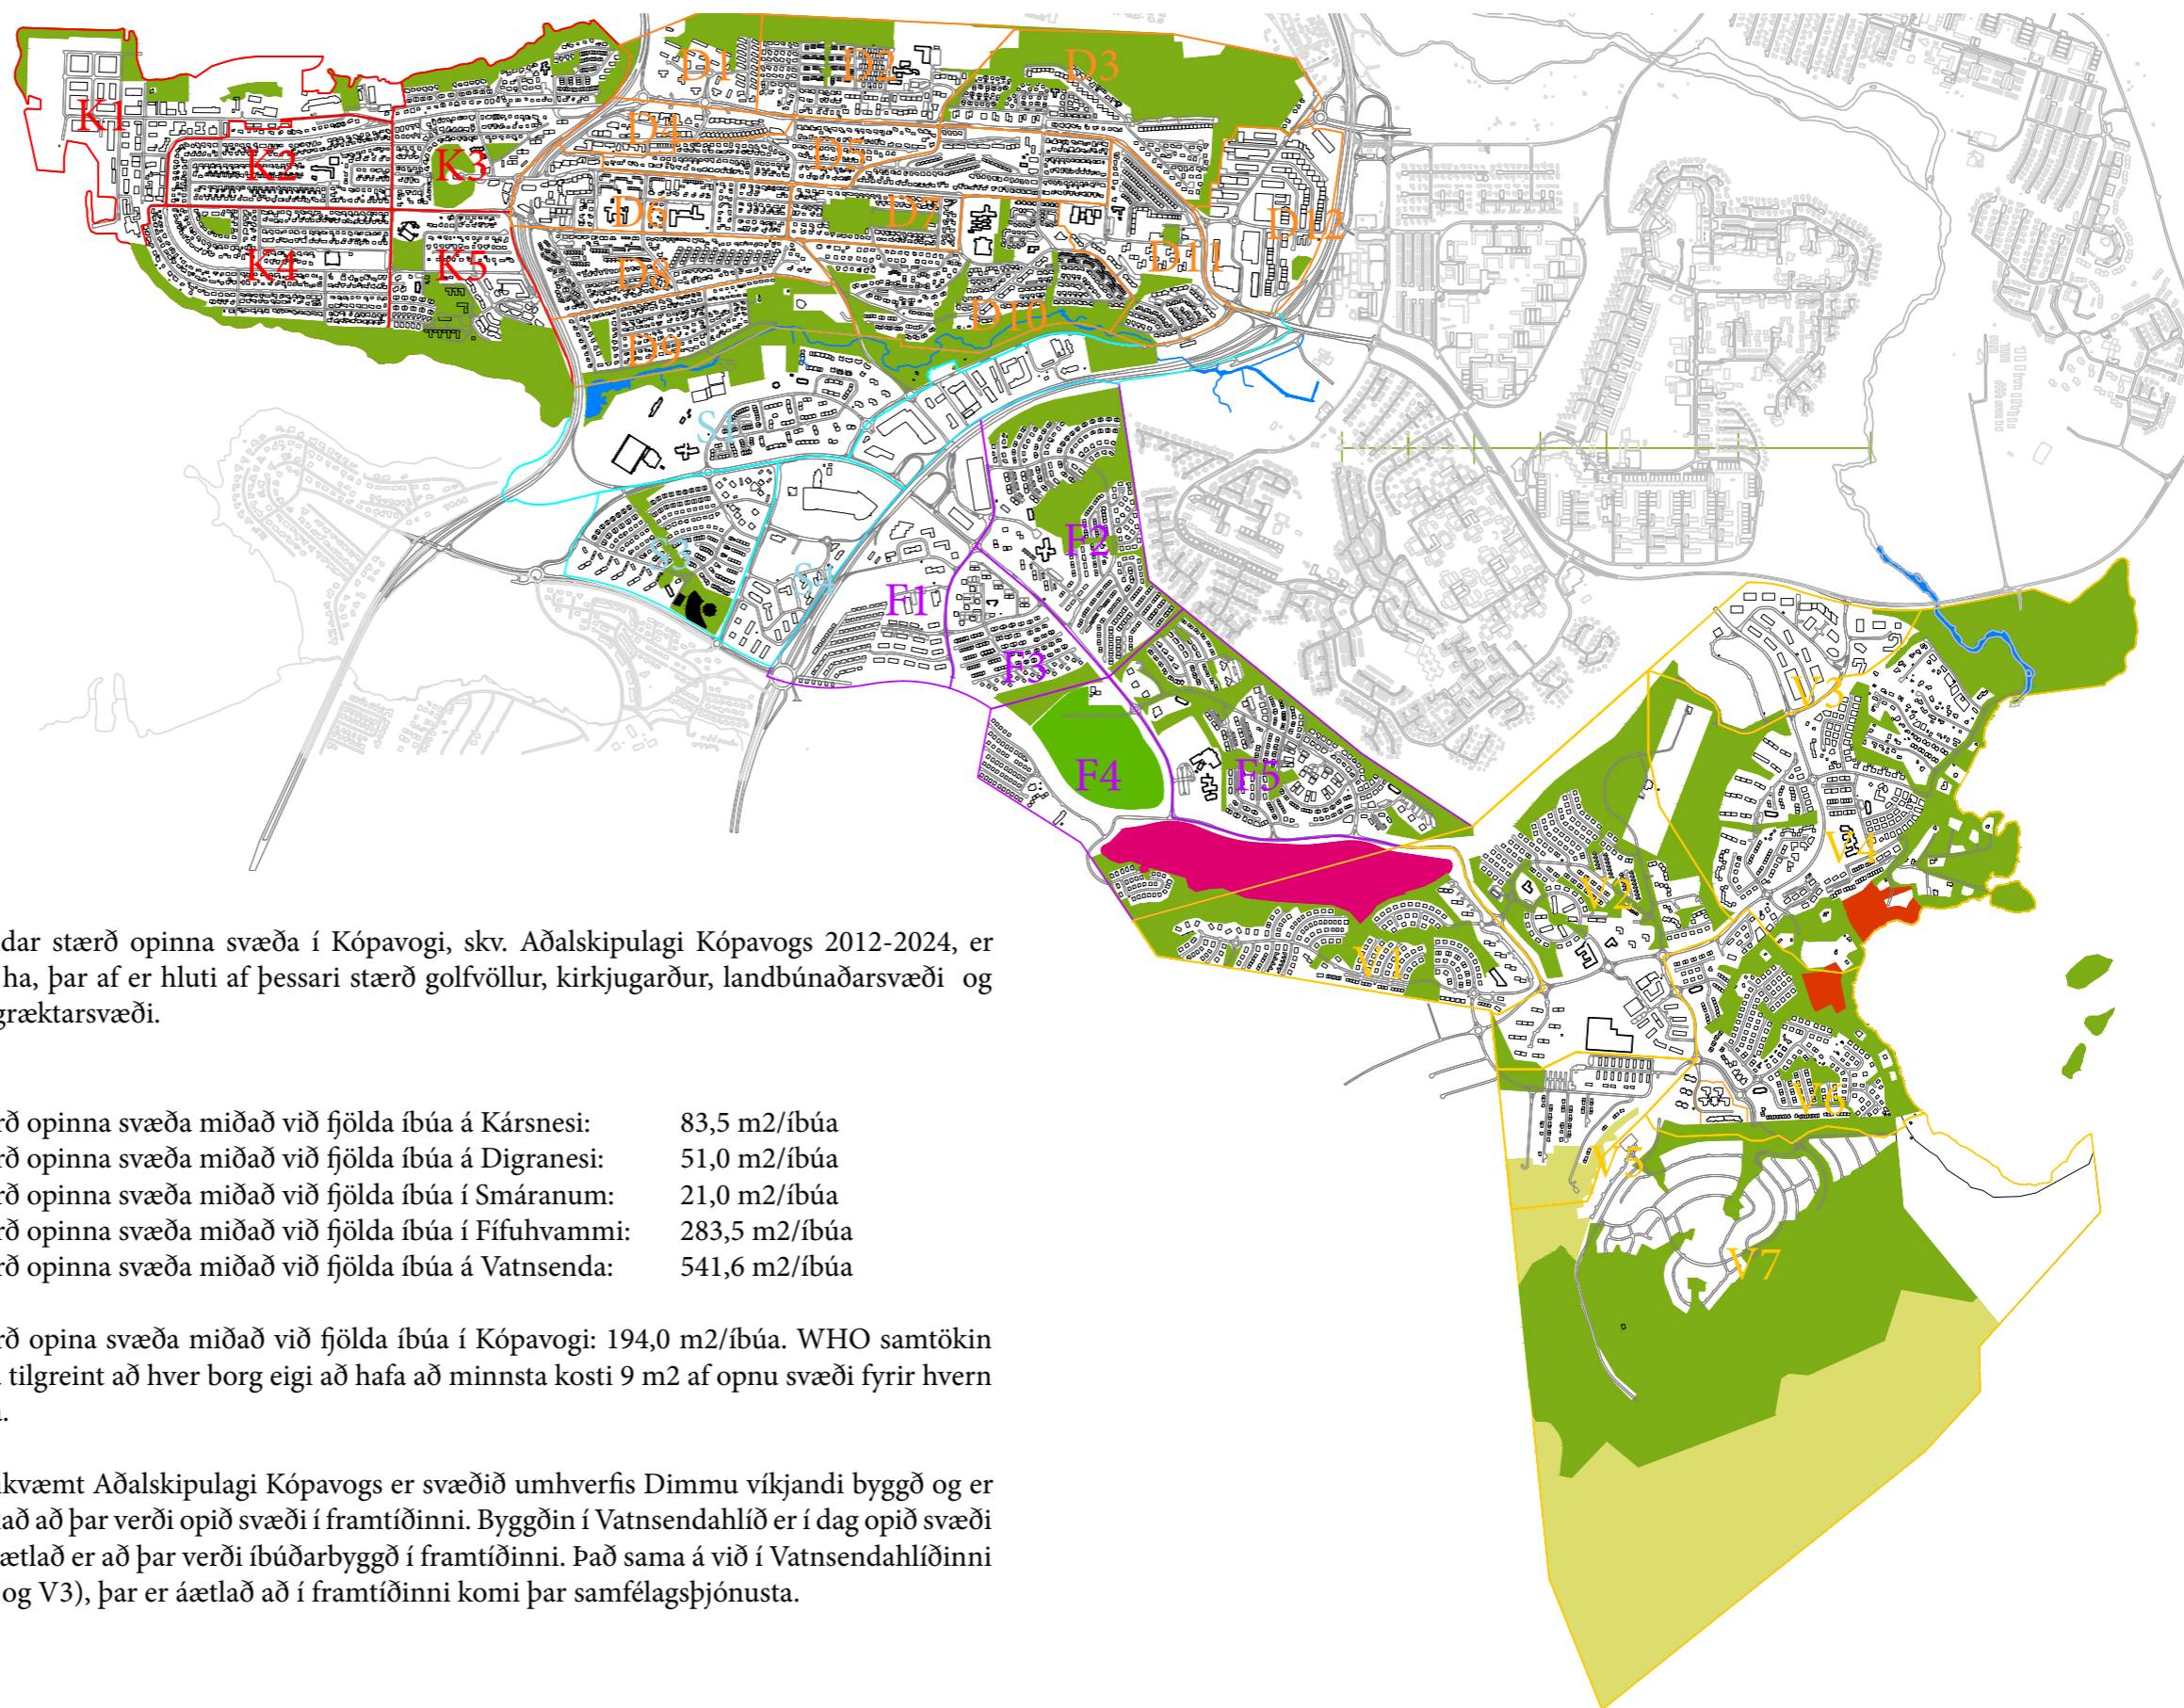 K1
K2
K3
K4
K5
D1
D2
D3
D4
D5
D6
D7
D8
D9
D10
D11
D12
S1
S3
S4
F1
F2
F3
F4
F5
V1
V2
V3
V4
V5
V6
V7
dar stærð opinna svæða í Kópavogi, skv. Aðalskipulagi Kópavogs 2012-2024, er
ha, þar af er hluti af þessari stærð golfvöllur, kirkjugarður, landbúnaðarsvæði og
græktarsvæði.
rð opinna svæða miðað við fjölda íbúa á Kársnesi: 83,5 m2/íbúa
rð opinna svæða miðað við fjölda íbúa á Digranesi: 51,0 m2/íbúa
rð opinna svæða miðað við fjölda íbúa í Smáranum: 21,0 m2/íbúa
rð opinna svæða miðað við fjölda íbúa í Fífuhvammi: 283,5 m2/íbúa
rð opinna svæða miðað við fjölda íbúa á Vatnsenda: 541,6 m2/íbúa
rð opina svæða miðað við fjölda íbúa í Kópavogi: 194,0 m2/íbúa. WHO samtökin
tilgreint að hver borg eigi að hafa að minnsta kosti 9 m2 af opnu svæði fyrir hvern
kvæmt Aðalskipulagi Kópavogs er svæðið umhverfis Dimmu víkjandi byggð og er
að að þar verði opið svæði í framtíðinni. Byggðin í Vatnsendahlíð er í dag opið svæði
ætlað er að þar verði íbúðarbyggð í framtíðinni. Það sama á við í Vatnsendahlíðinni
og V3), þar er áætlað að í framtíðinni komi þar samfélagsþjónusta.